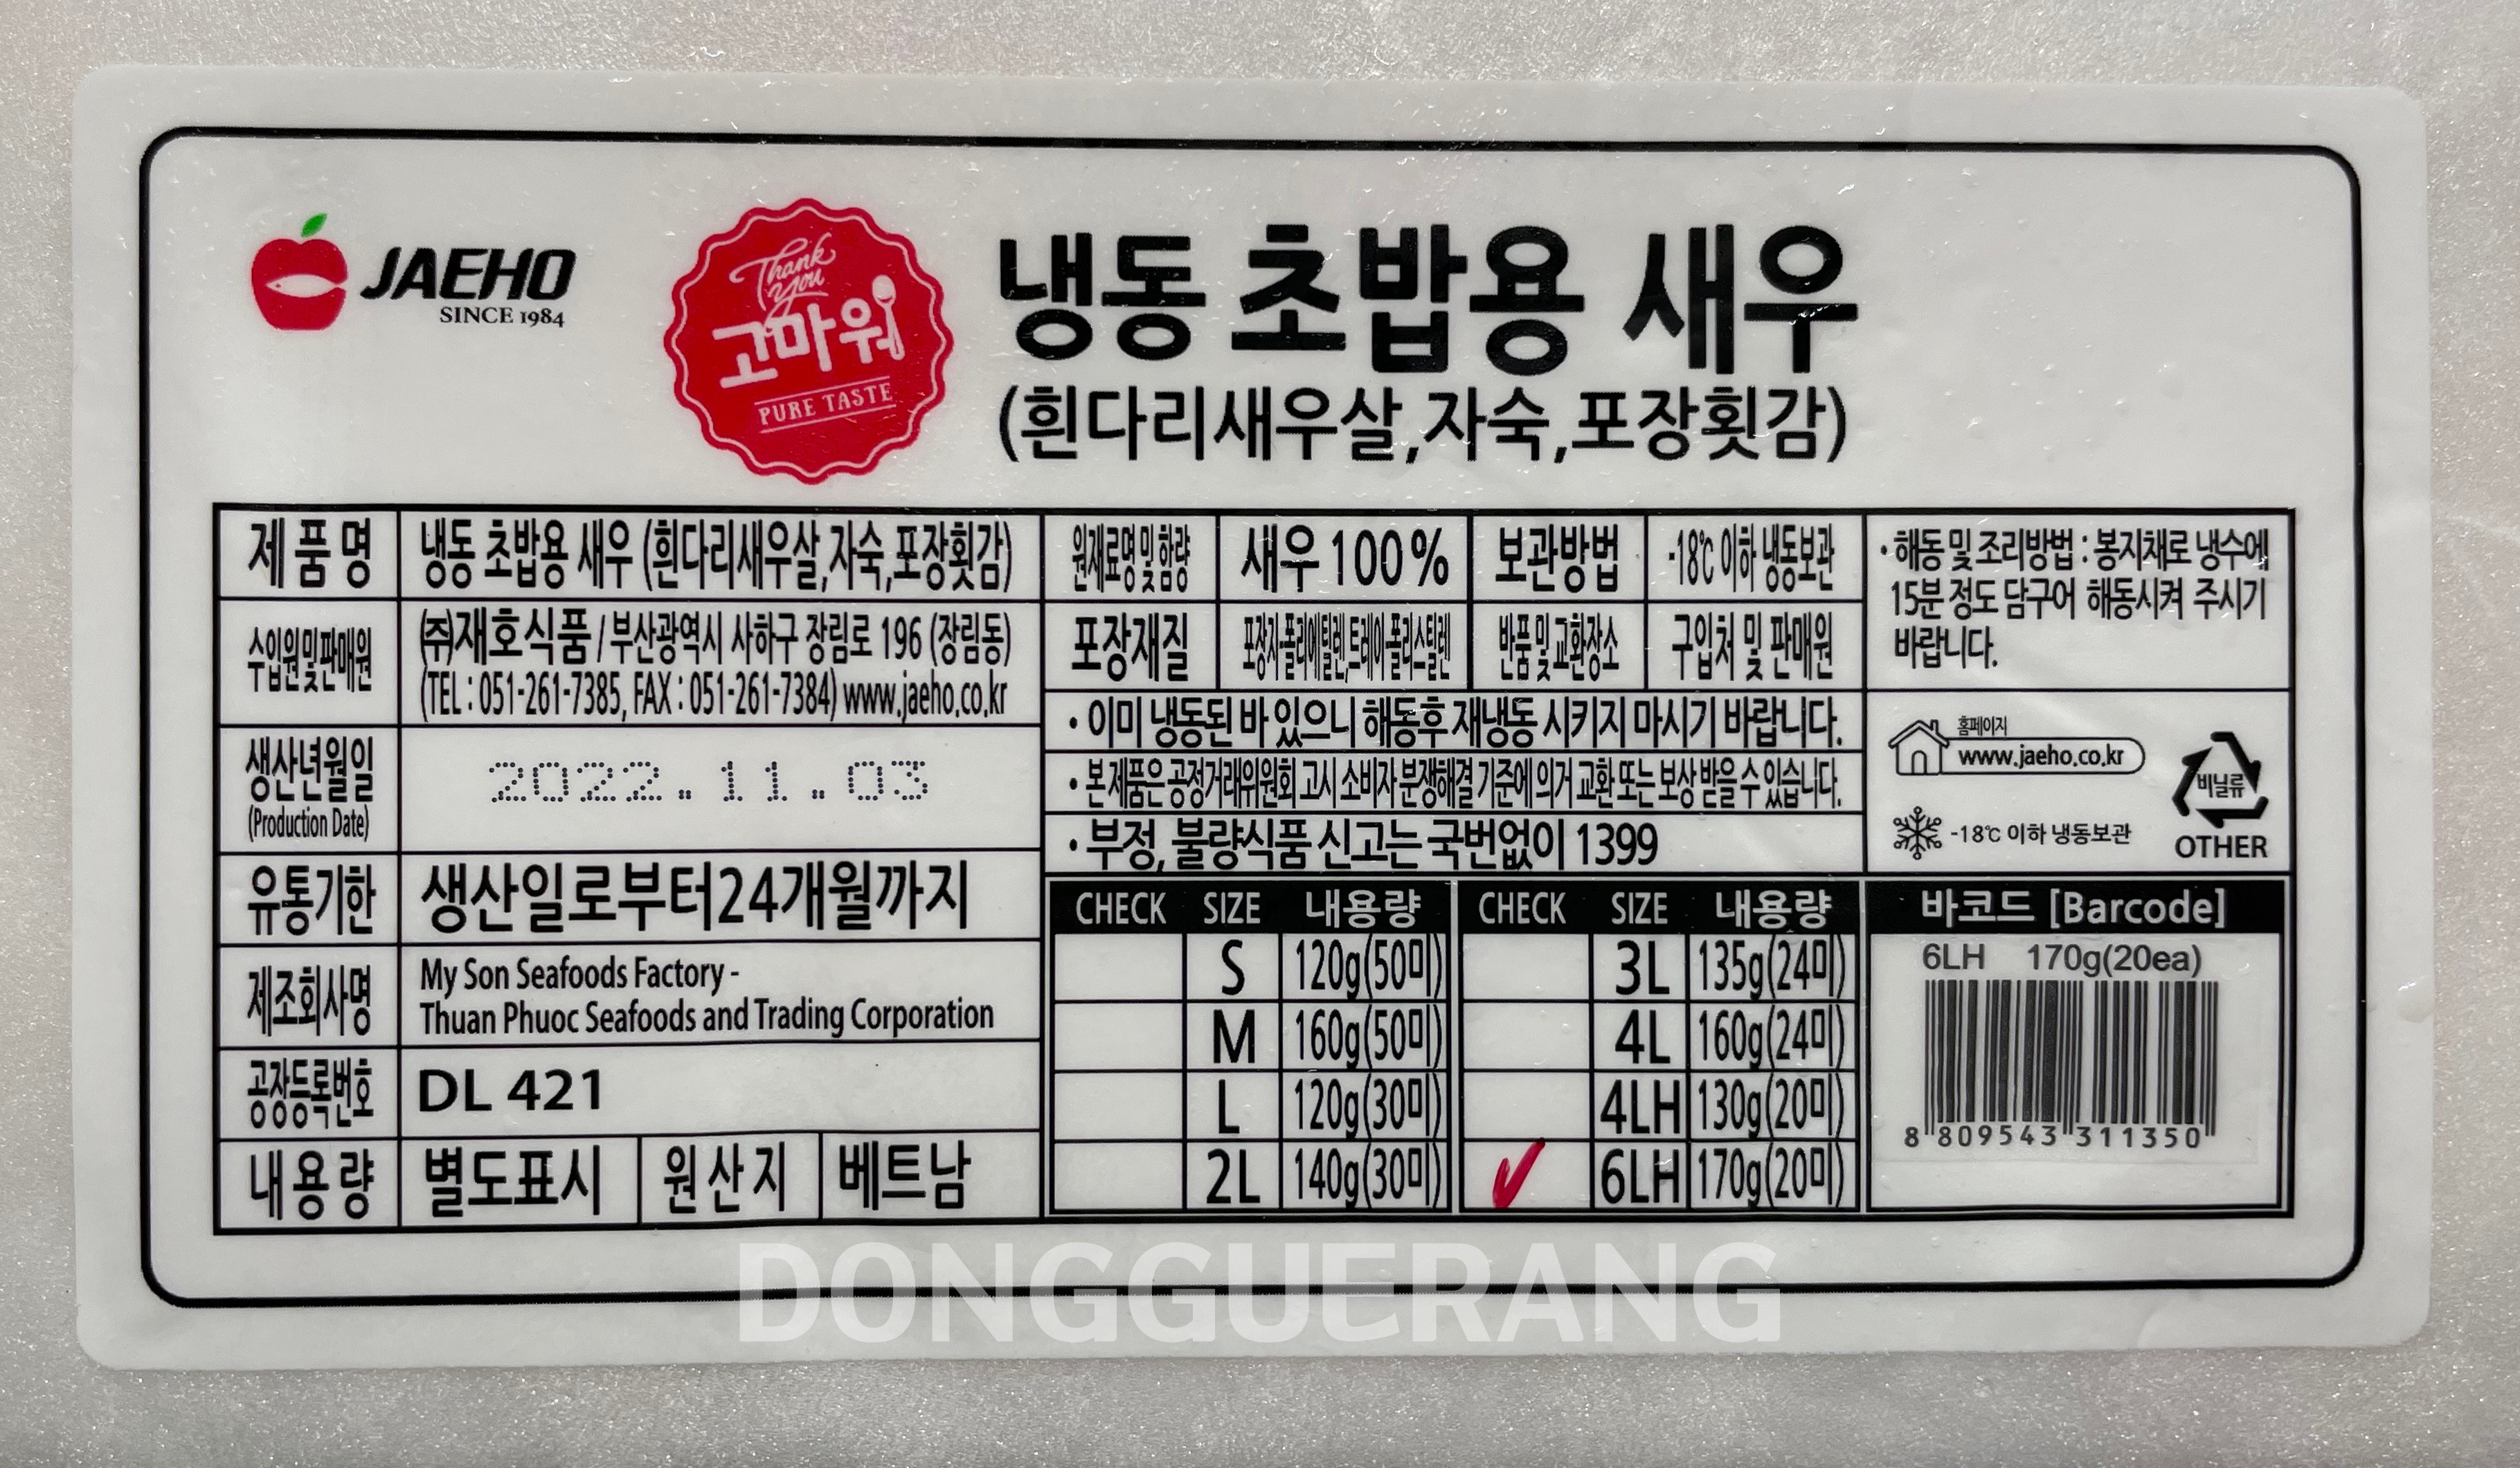 JAEHO
SINCE 1984
Thank
you
고마워
PURE TASTE
냉동 초밥용 새우
(흰다리새우살,자숙,포장횟감)
제품명
냉동 초밥용 새우 (흰다리새우살,자숙,포장횟감)
수입원및판매원
㈜재호식품 / 부산광역시 사하구 장림로 196 (장림동)
(TEL : 051-261-7385, FAX : 051-261-7384) www.jaeho.co.kr
생산년월일
(Production Date)
2022.11.03
유통기한
생산일로부터24개월까지
제조회사명
My Son Seafoods Factory -
Thuan Phuoc Seafoods and Trading Corporation
공장등록번호
DL 421
내용량
별도표시
원산지
베트남
원재료명및함량
새우 100%
보관방법
-18℃ 이하 냉동보관
포장재질
포장지-폴리에틸렌,트레이-폴리스틸렌
반품 및 교환장소
구입처 및 판매원
• 이미 냉동된 바 있으니 해동후 재냉동 시키지 마시기 바랍니다.
• 본 제품은 공정거래위원회 고시 소비자 분쟁해결 기준에 의거 교환 또는 보상 받을 수 있습니다.
• 부정, 불량식품 신고는 국번없이 1399
CHECK SIZE 내용량 CHECK SIZE 내용량
S 120g(50미) 3L 135g(24미)
M 160g(50미) 4L 160g(24미)
L 120g(30미) 4LH 130g(20미)
2L 140g(30미) 6LH 170g(20미)
• 해동 및 조리방법 : 봉지채로 냉수에
15분 정도 담구어 해동시켜 주시기
바랍니다.
홈페이지
www.jaeho.co.kr
-18℃ 이하 냉동보관
비닐류
OTHER
바코드 [Barcode]
6LH 170g(20ea)
8 809543 311350
DONGGUERANG